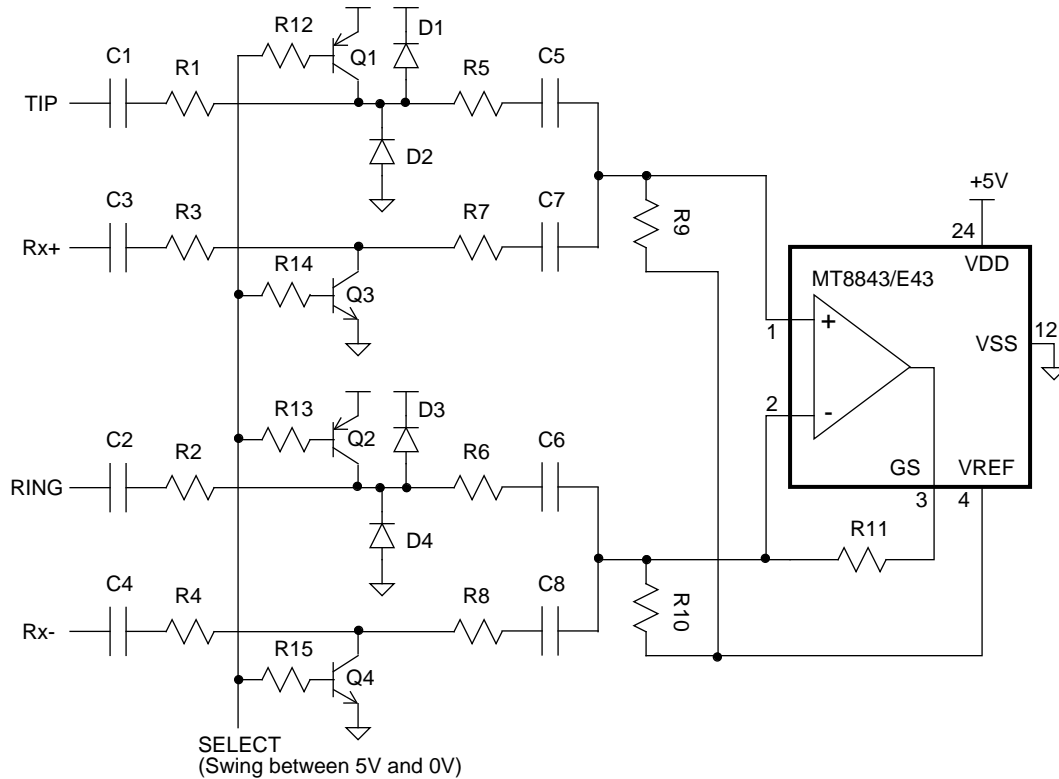 R12
D1
Q1
C1
R1
R5
C5
TIP
D2
C3
R3
R7
C7
Rx+
R14
Q3
R9
+5V
24
VDD
MT8843/E43
1
+
VSS
12
2
-
GS
VREF
3
4
R13
D3
Q2
C2
R2
R6
C6
RING
D4
R11
C4
R4
R8
C8
Rx-
R10
R15
Q4
SELECT
(Swing between 5V and 0V)